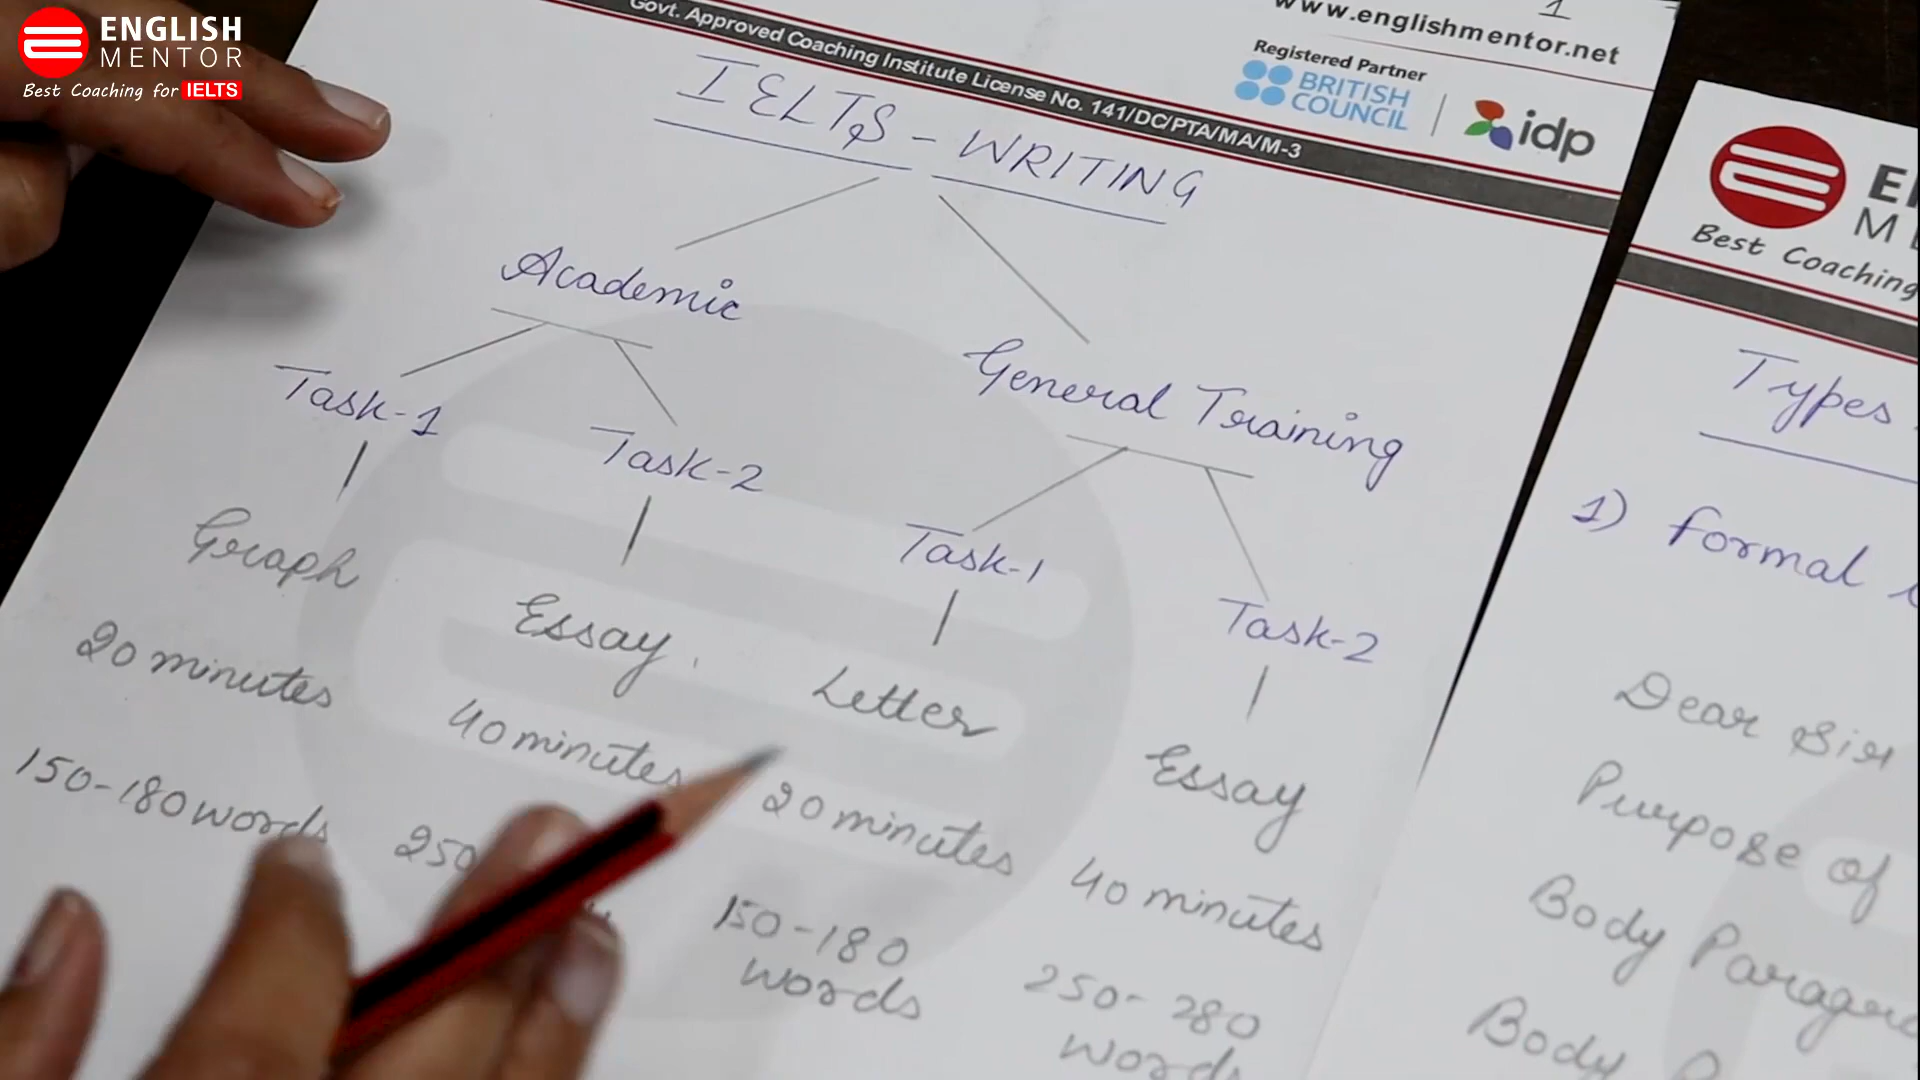 ENGLISH
MENTOR
Best Coaching for IELTS
www.englishmentor.net
1
Govt. Approved Coaching Institute License No. 141/DC/PTA/MA/M-3
Registered Partner
BRITISH
COUNCIL
idp
IELTS - WRITING
Academic
General Training
Task-1
Task-2
Task-1
Task-2
Graph
Essay.
Letter
Essay
20 minutes
40 minutes
20 minutes
40 minutes
150-180 words
250
150-180
words
250-280
words
Best Coaching
Types
1) Formal
Dear Sir
Purpose of
Body
Body